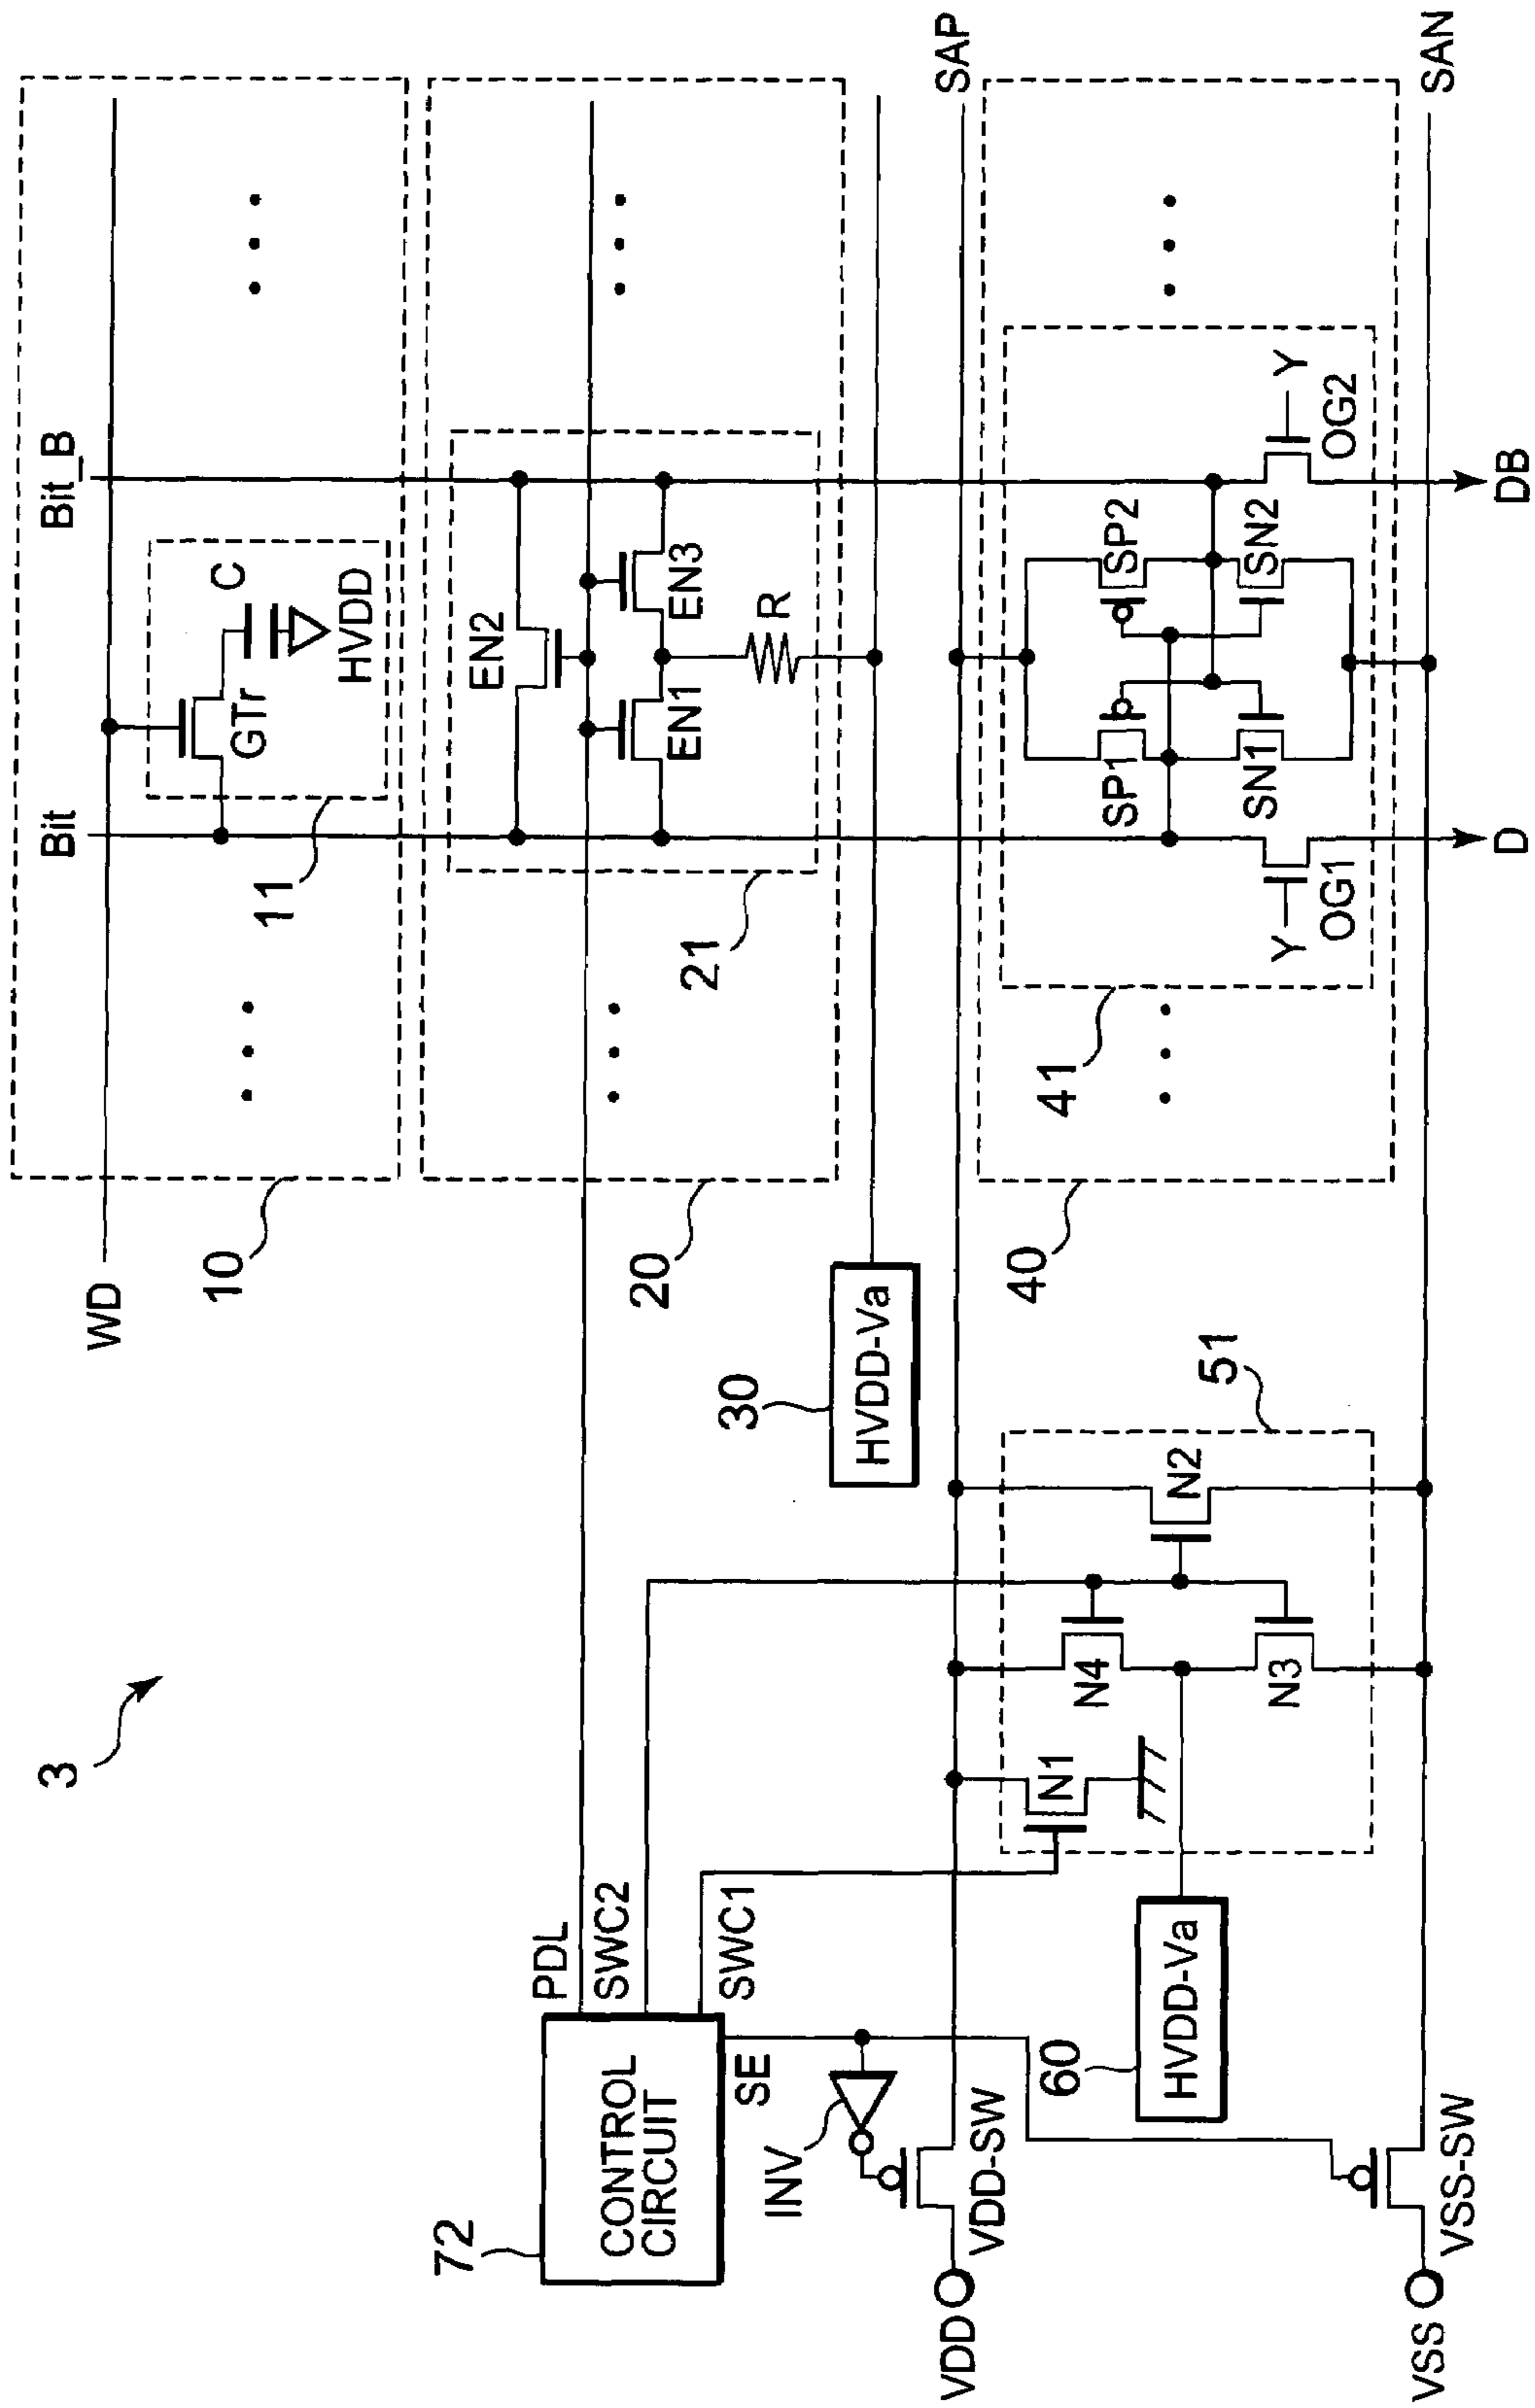 3
WD
Bit
Bit_B
GTr
C
HVDD
11
10
EN2
EN1
EN3
R
21
20
HVDD-Va
30
SAP
SP1
SP2
SN1
SN2
Y
OG1
Y
OG2
41
40
SAN
D
DB
CONTROL
CIRCUIT
72
PDL
SWC2
SWC1
SE
INV
VDD
VDD-SW
VSS
VSS-SW
HVDD-Va
60
N1
N4
N3
N2
51